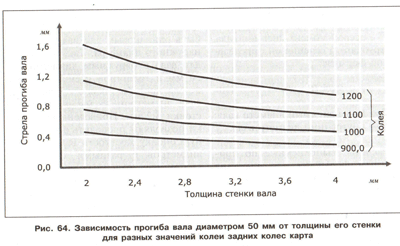 мм
1,6
1,2
0,8
0,4
0,0
Стрела прогиба вала
1200
1100
1000
900,0
Колея
2
2,4
2,8
3,2
3,6
4
мм
Толщина стенки вала
Рис. 64. Зависимость прогиба вала диаметром 50 мм от толщины его стенки
для разных значений колеи задних колес карта